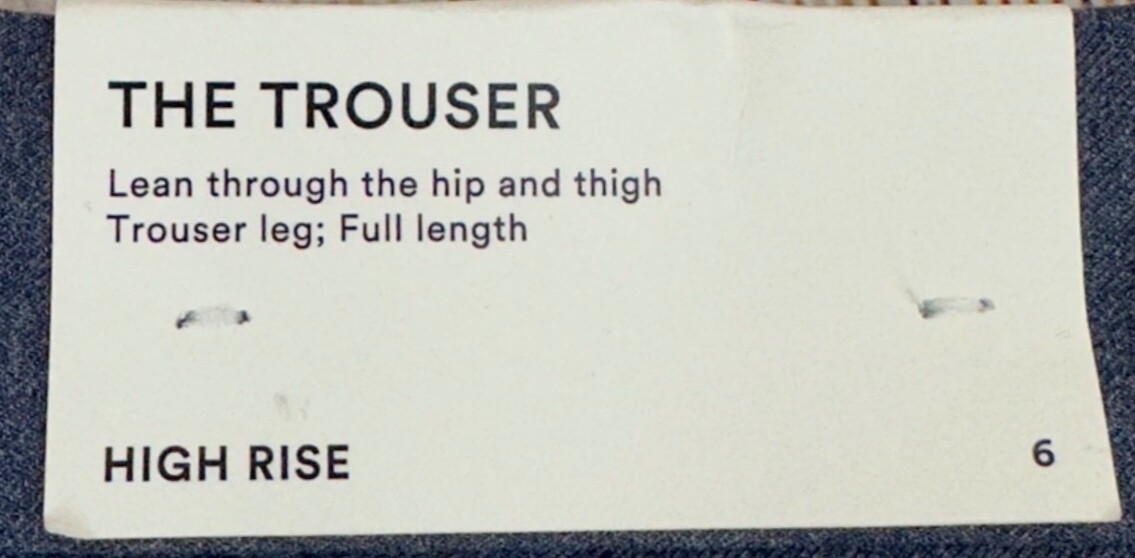 THE TROUSER
Lean through the hip and thigh
Trouser leg; Full length
HIGH RISE
6